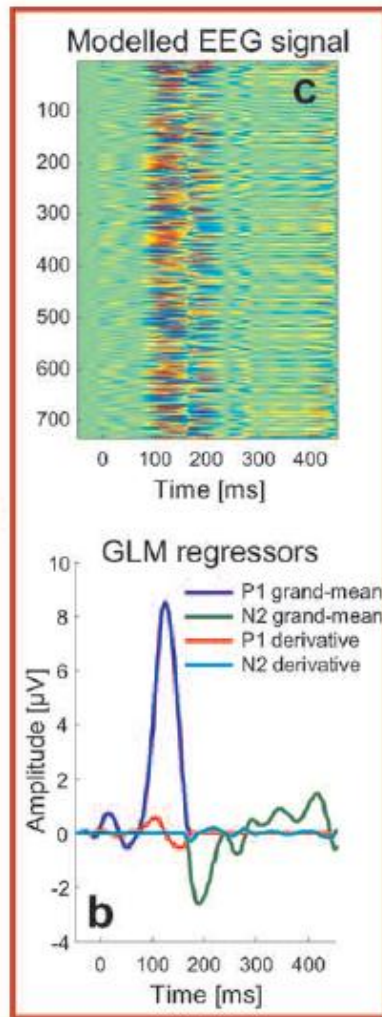 Modelled EEG signal
c
100
200
300
400
500
600
700
0 100 200 300 400
Time [ms]
GLM regressors
10
8
6
4
2
0
-2
-4
Amplitude [µV]
P1 grand-mean
N2 grand-mean
P1 derivative
N2 derivative
b
0 100 200 300 400
Time [ms]